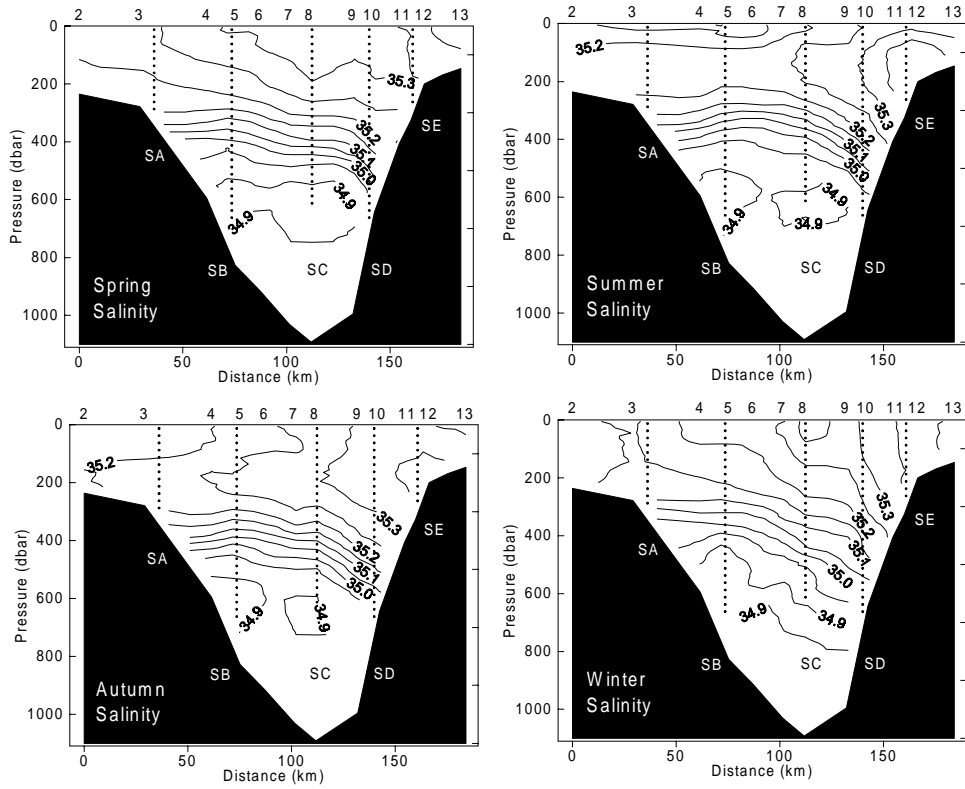 2 3 4 5 6 7 8 9 10 11 12 13
0
200
400
600
800
1000
Pressure (dbar)
35.3
35.2
35.1
35.0
34.9
34.9
SA
SB
SC
SD
SE
Spring
Salinity
0 50 100 150
Distance (km)
2 3 4 5 6 7 8 9 10 11 12 13
0
200
400
600
800
1000
Pressure (dbar)
35.2
35.3
35.2
35.1
35.0
34.9
34.9
34.9
SA
SB
SC
SD
SE
Summer
Salinity
0 50 100 150
Distance (km)
2 3 4 5 6 7 8 9 10 11 12 13
0
200
400
600
800
1000
Pressure (dbar)
35.2
35.3
35.2
35.1
35.0
34.9
34.9
SA
SB
SC
SD
SE
Autumn
Salinity
0 50 100 150
Distance (km)
2 3 4 5 6 7 8 9 10 11 12 13
0
200
400
600
800
1000
Pressure (dbar)
35.3
35.2
35.1
35.0
34.9
34.9
SA
SB
SC
SD
SE
Winter
Salinity
0 50 100 150
Distance (km)